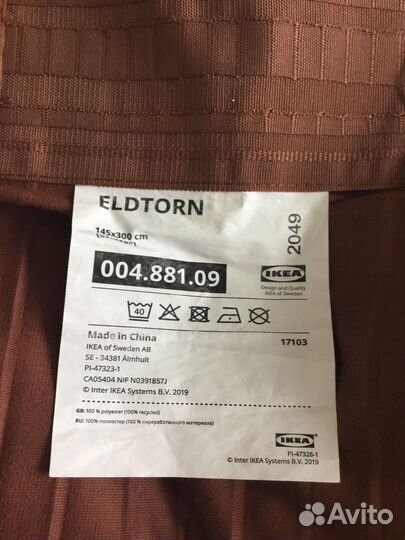 ELDTORN
145x300 cm
2049
004.881.09
IKEA
Design and Quality
IKEA of Sweden
40
Made in China
17103
IKEA of Sweden AB
SE - 34381 Älmhult
PI-47323-1
CA05404 NIF N0391857J
© Inter IKEA Systems B.V. 2019
GB: 100 % polyester (100% recycled)
RU: 100% полиэстер (100 % переработанного материала)
IKEA
PI-47326-1
© Inter IKEA Systems B.V. 2019
Avito